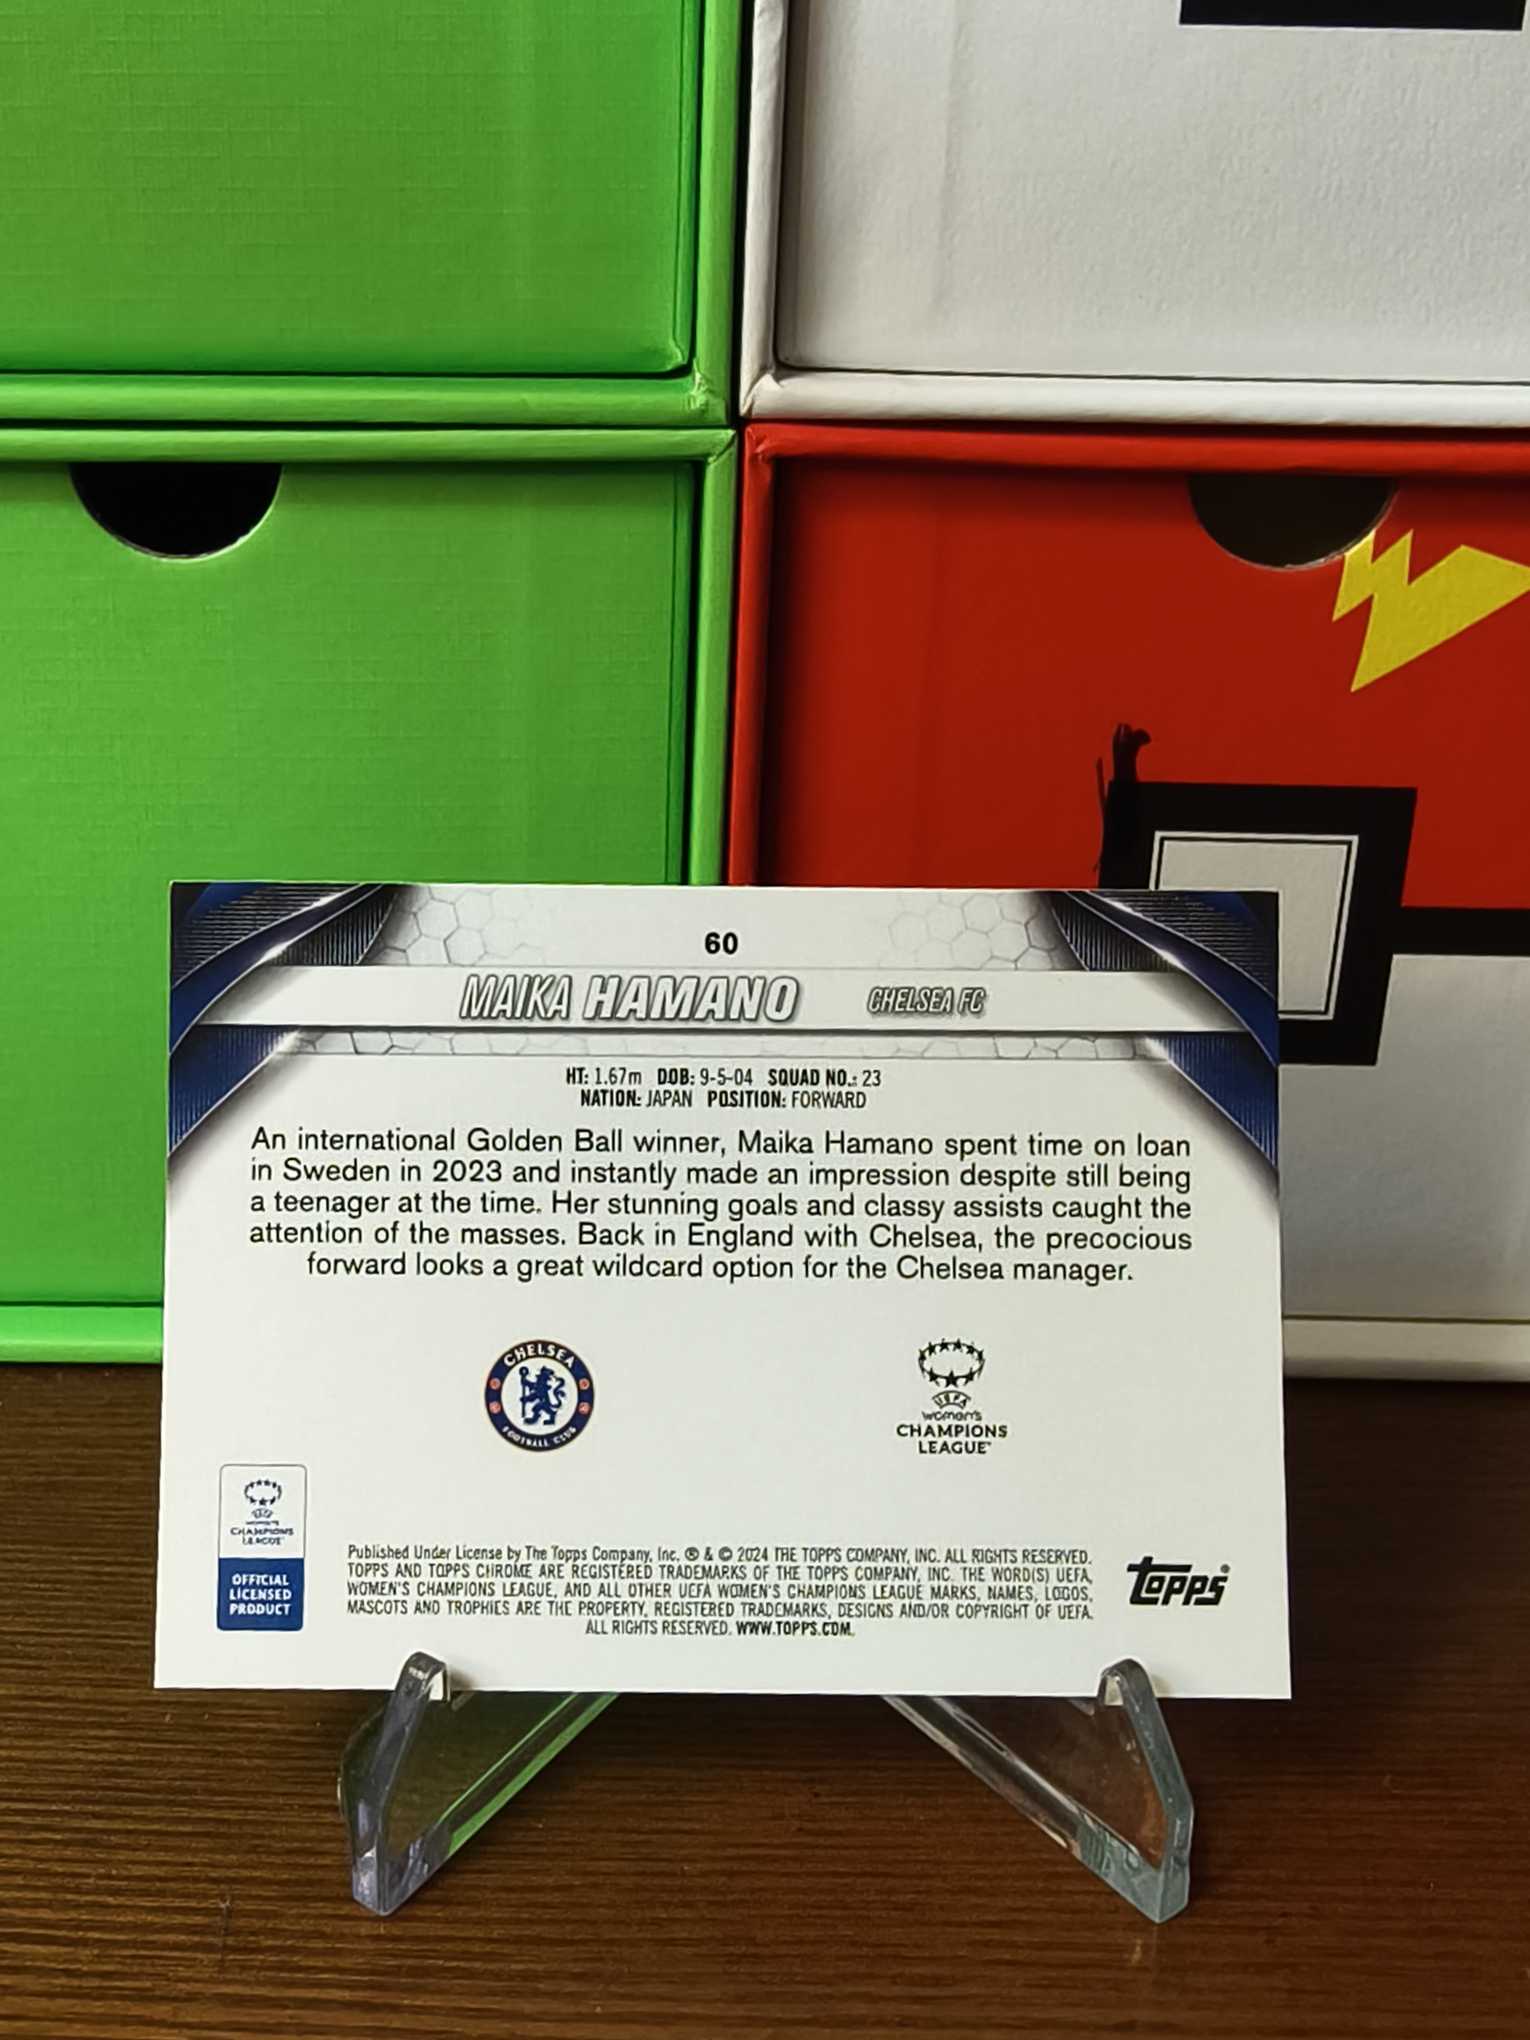 60
MAIKA HAMANO CHELSEA FC
HT: 1.67m DOB: 9-5-04 SQUAD NO.: 23
NATION: JAPAN POSITION: FORWARD
An international Golden Ball winner, Maika Hamano spent time on loan
in Sweden in 2023 and instantly made an impression despite still being
a teenager at the time. Her stunning goals and classy assists caught the
attention of the masses. Back in England with Chelsea, the precocious
forward looks a great wildcard option for the Chelsea manager.
CHELSEA
FOOTBALL CLUB
UEFA
WOMEN'S
CHAMPIONS
LEAGUE™
UEFA
WOMEN'S
CHAMPIONS
LEAGUE
OFFICIAL
LICENSED
PRODUCT
Published Under License by The Topps Company, Inc. ® & © 2024 THE TOPPS COMPANY, INC. ALL RIGHTS RESERVED.
TOPPS AND TOPPS CHROME ARE REGISTERED TRADEMARKS OF THE TOPPS COMPANY, INC. THE WORD(S) UEFA,
WOMEN'S CHAMPIONS LEAGUE, AND ALL OTHER UEFA WOMEN'S CHAMPIONS LEAGUE MARKS, NAMES, LOGOS,
MASCOTS AND TROPHIES ARE THE PROPERTY, REGISTERED TRADEMARKS, DESIGNS AND/OR COPYRIGHT OF UEFA.
ALL RIGHTS RESERVED. WWW.TOPPS.COM.
topps®